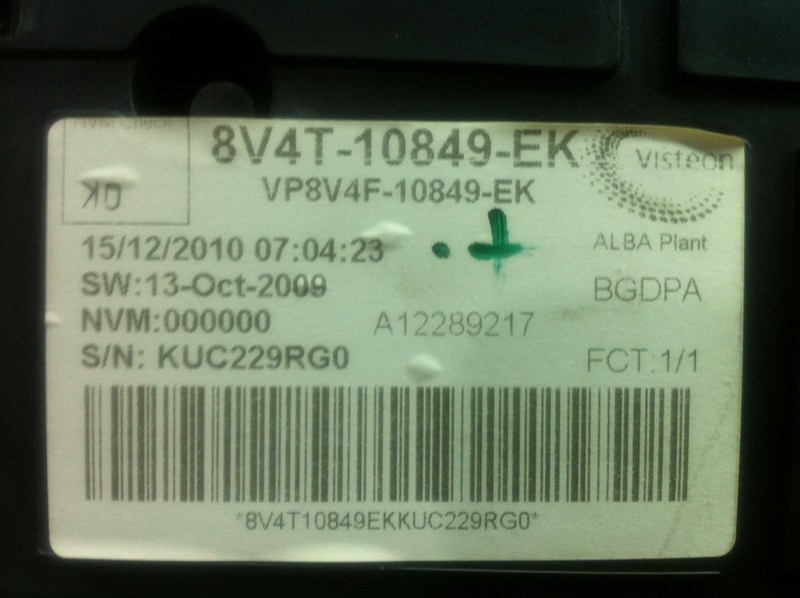 NVM Check
8V4T-10849-EK
Visteon
OK
VP8V4F-10849-EK
15/12/2010 07:04:23
ALBA Plant
SW:13-Oct-2009
BGDPA
NVM:000000
A12289217
S/N: KUC229RG0
FCT:1/1
*8V4T10849EKKUC229RG0*